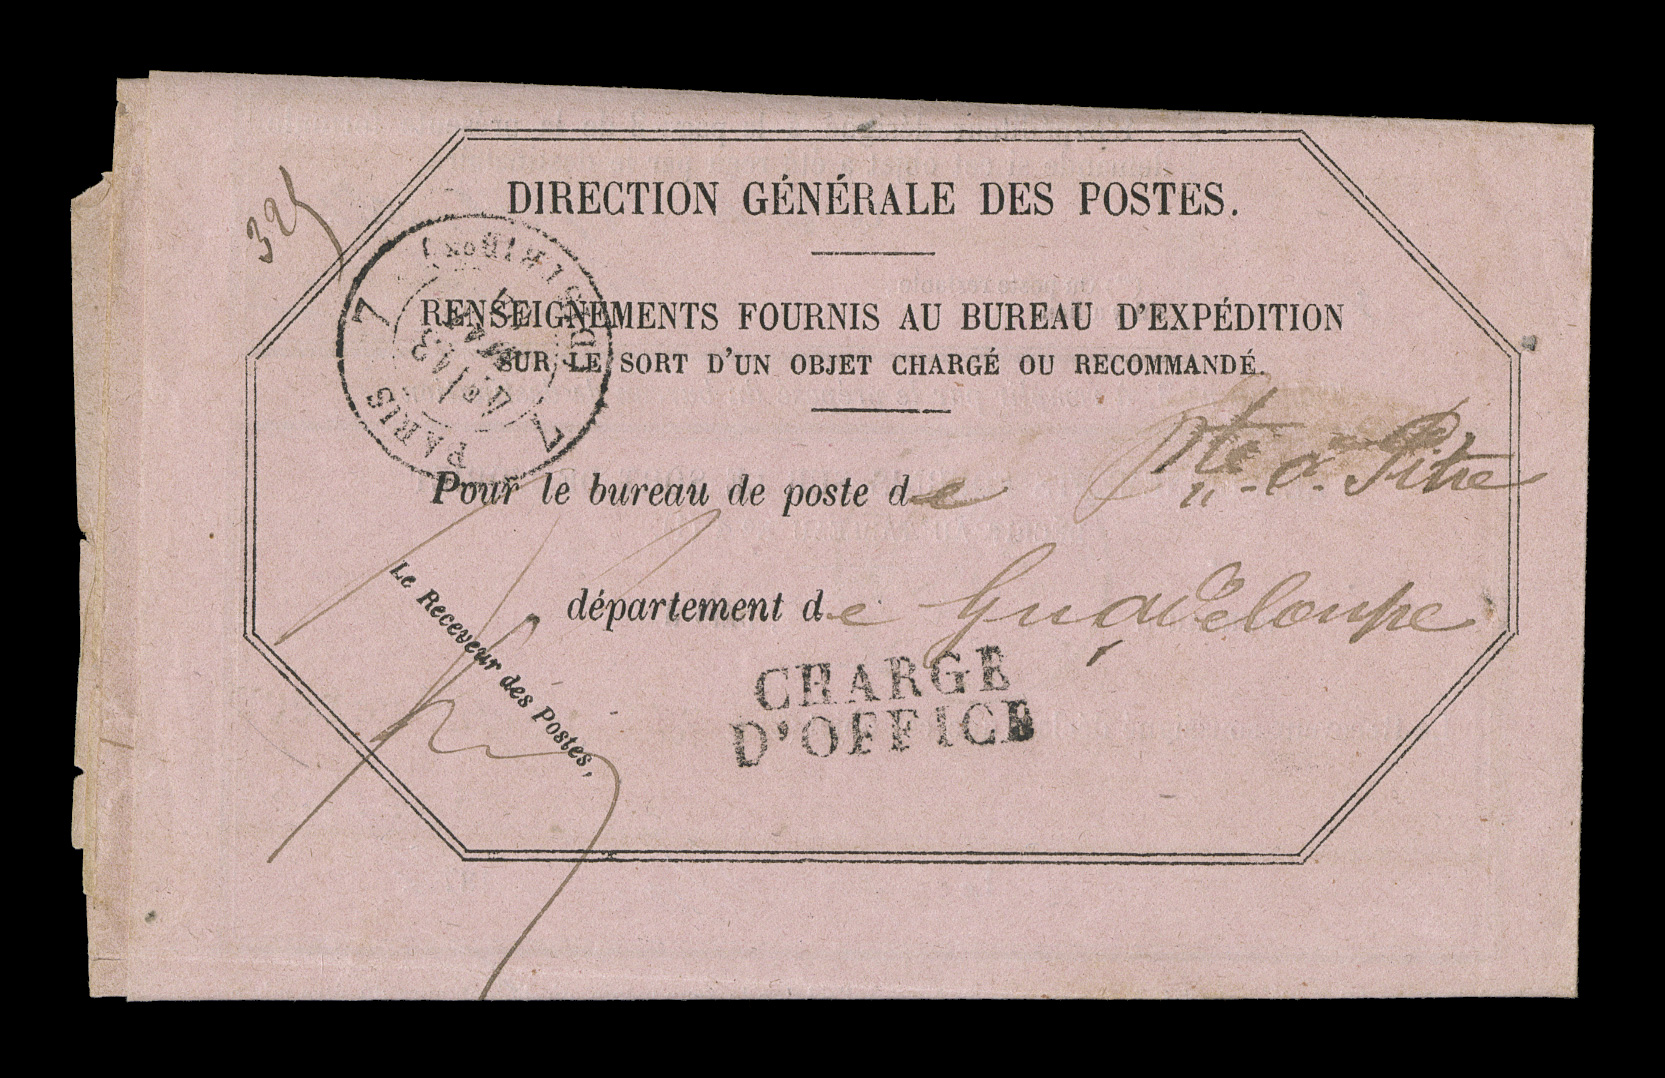 325
DIRECTION GÉNÉRALE DES POSTES.
RENSEIGNEMENTS FOURNIS AU BUREAU D'EXPÉDITION
SUR LE SORT D'UN OBJET CHARGÉ OU RECOMMANDÉ.
PARIS
Pour le bureau de poste de Pte - à - Pitre
département de Guadeloupe
Le Receveur des Postes,
CHARGE
D'OFFICE